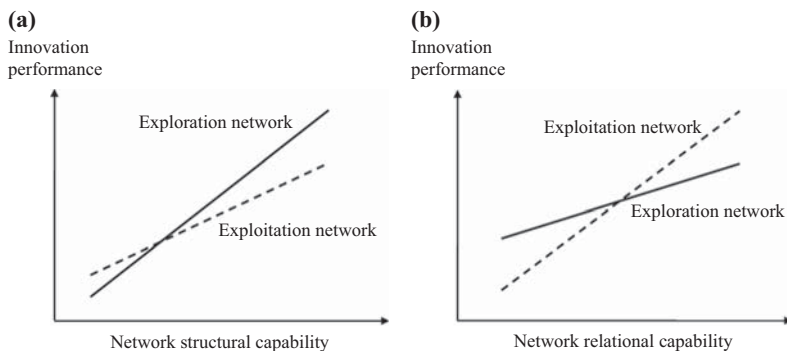 (a)
Innovation
performance
Exploration network
Exploitation network
Network structural capability
(b)
Innovation
performance
Exploitation network
Exploration network
Network relational capability